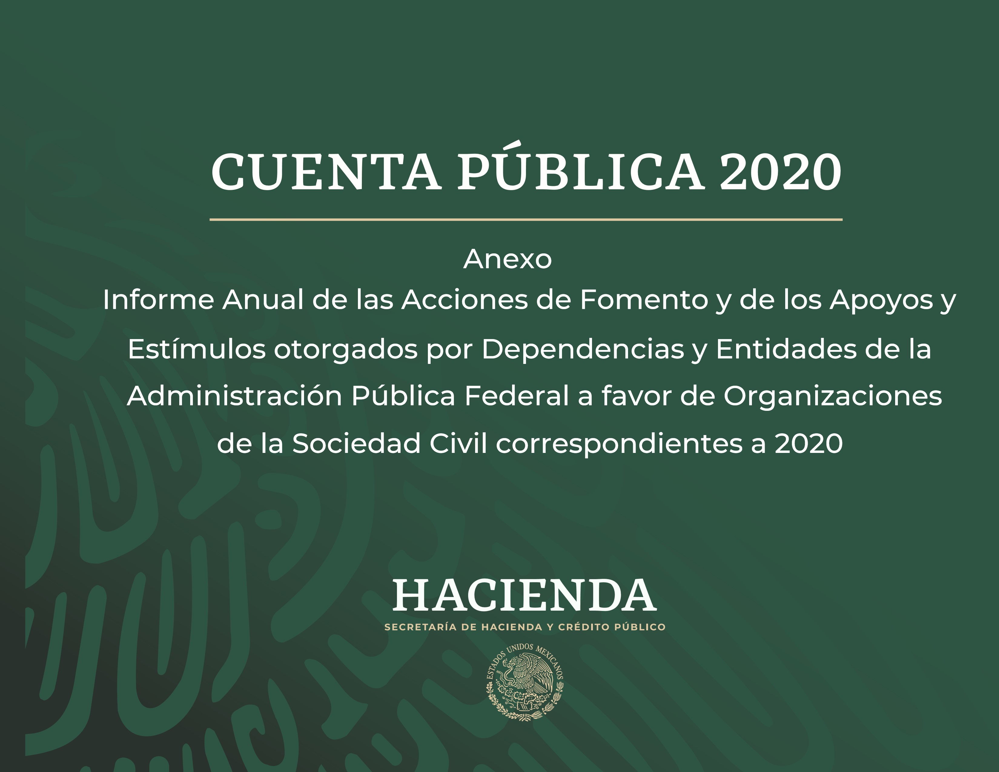 CUENTA PÚBLICA 2020
Anexo
Informe Anual de las Acciones de Fomento y de los Apoyos y
Estímulos otorgados por Dependencias y Entidades de la
Administración Pública Federal a favor de Organizaciones
de la Sociedad Civil correspondientes a 2020
HACIENDA
SECRETARÍA DE HACIENDA Y CRÉDITO PÚBLICO
ESTADOS UNIDOS MEXICANOS